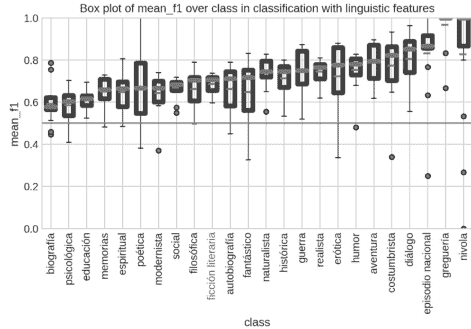 Box plot of mean_f1 over class in classification with linguistic features
mean_f1
1.0
0.8
0.6
0.4
0.2
0.0
biografía
psicológica
educación
memorias
espiritual
poética
modernista
social
filosófica
ficción literaria
autobiografía
fantástico
naturalista
histórica
guerra
realista
erótica
humor
aventura
costumbrista
diálogo
episodio nacional
greguería
nivola
class